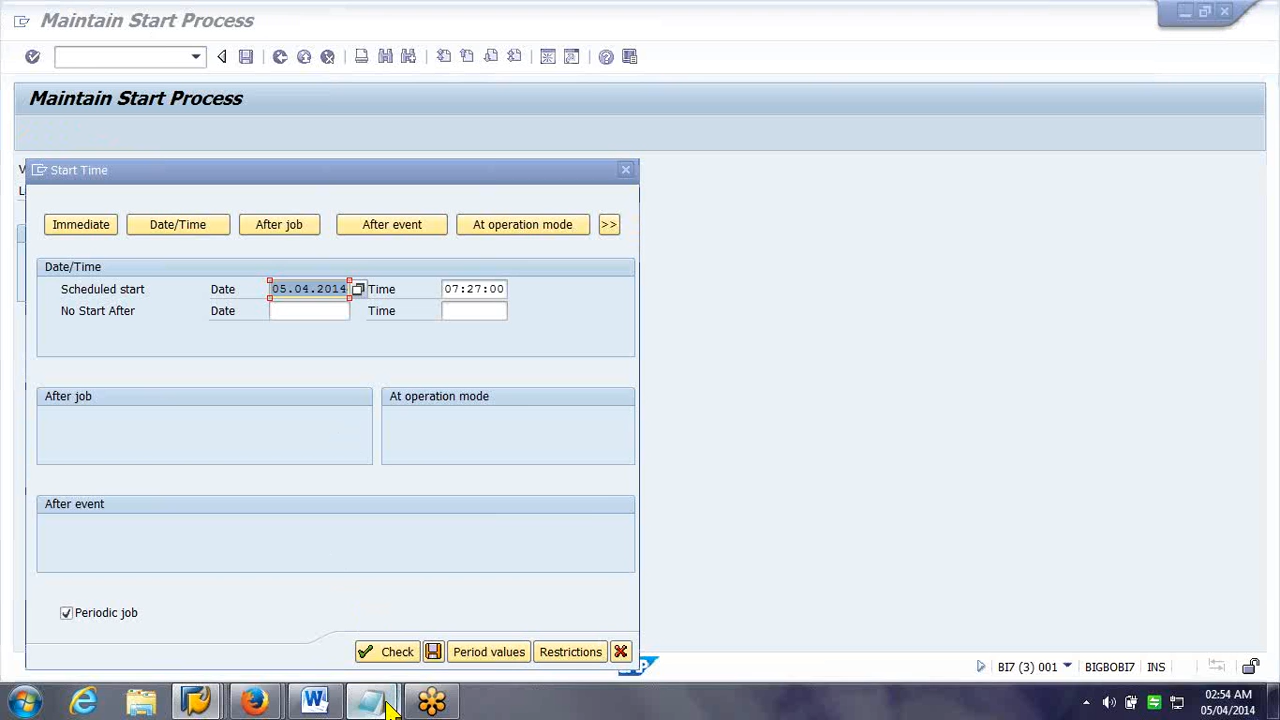 Maintain Start Process
Maintain Start Process
Start Time
Immediate Date/Time After job After event At operation mode >>
Date/Time
Scheduled start Date 05.04.2014 Time 07:27:00
No Start After Date Time
After job At operation mode
After event
Periodic job
Check Period values Restrictions
BI7 (3) 001 BIGBOBI7 INS
02:54 AM
05/04/2014